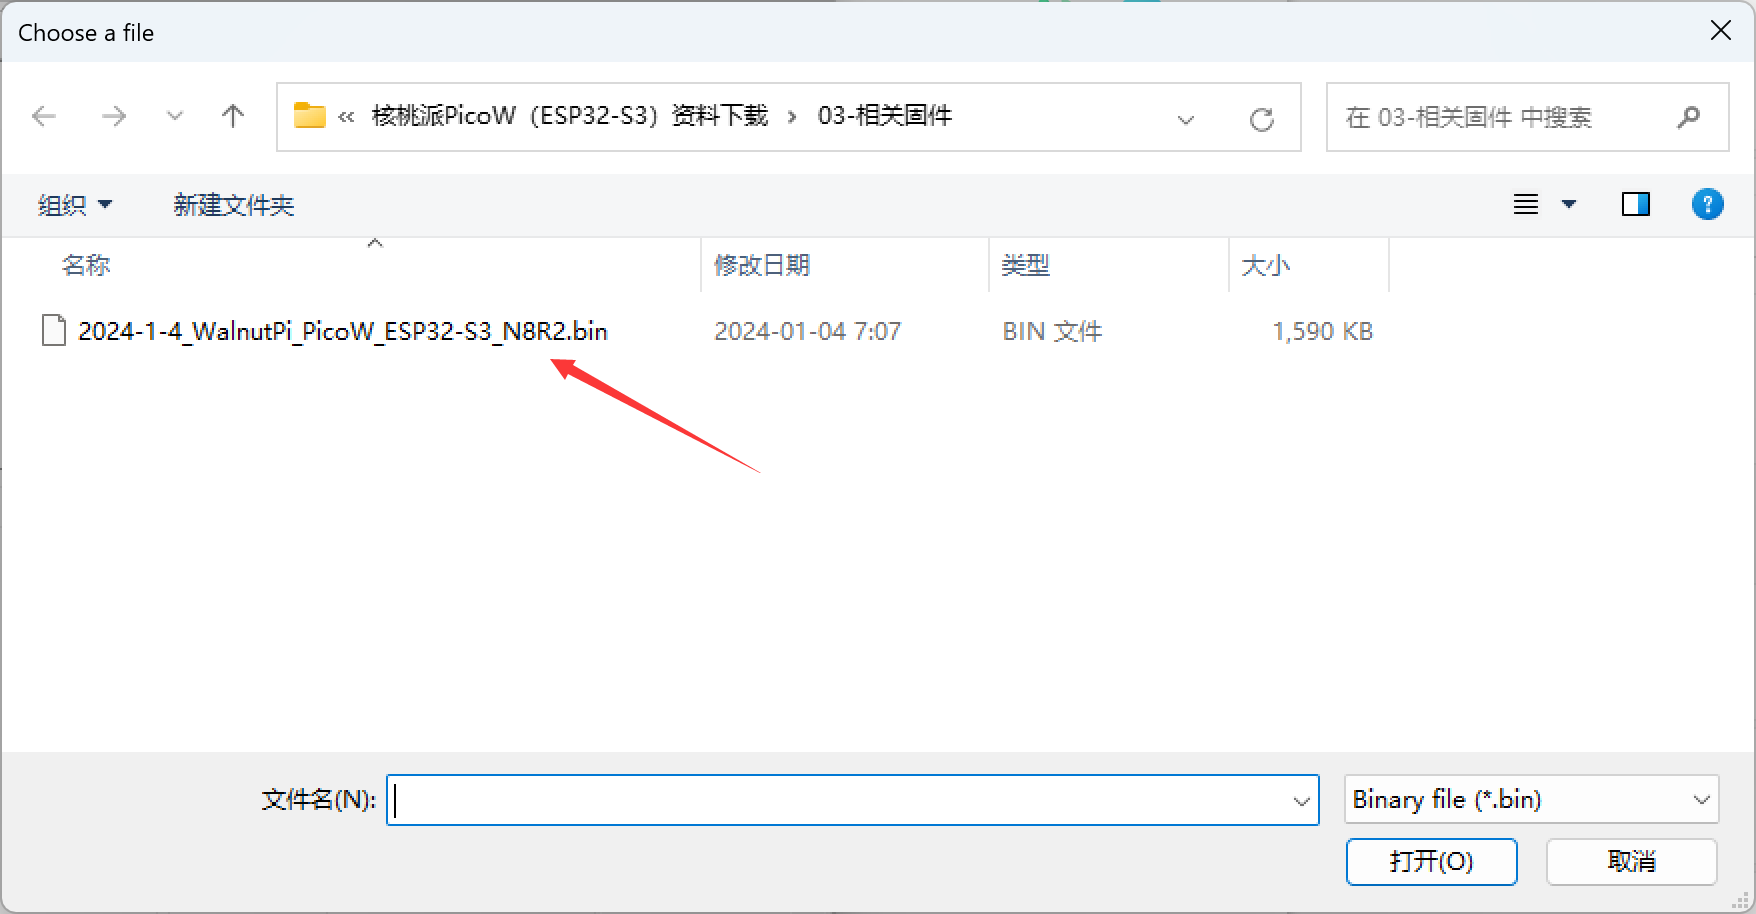 Choose a file
« 核桃派PicoW（ESP32-S3）资料下载 › 03-相关固件
在 03-相关固件 中搜索
组织 新建文件夹
?
名称 修改日期 类型 大小
2024-1-4_WalnutPi_PicoW_ESP32-S3_N8R2.bin 2024-01-04 7:07 BIN 文件 1,590 KB
文件名(N): Binary file (*.bin)
打开(O) 取消